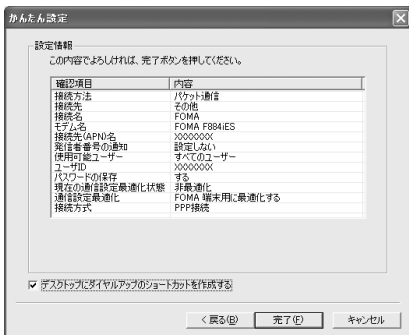 かんたん設定
設定情報
この内容でよろしければ、完了ボタンを押してください。
確認項目 内容
接続方法 パケット通信
接続先 その他
接続名 FOMA
モデム名 FOMA F884iES
接続先(APN)名 XXXXXXX
発信者番号の通知 設定しない
使用可能ユーザー すべてのユーザー
ユーザID XXXXXXX
パスワードの保存 する
現在の通信設定最適化状態 非最適化
通信設定最適化 FOMA 端末用に最適化する
接続方式 PPP接続
デスクトップにダイヤルアップのショートカットを作成する
< 戻る(B) 完了(F) キャンセル